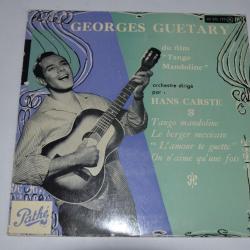 GEORGES GUETARY
du film
"Tango
Mandoline"
orchestre dirigé
par :
HANS CARSTE
Tango mandoline
Le berger mexicain
"L'amour te guette"
On n'aime qu'une fois
Pathé